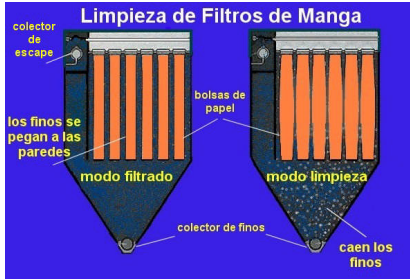 Limpieza de Filtros de Manga
colector
de
escape
bolsas de
papel
los finos se
pegan a las
paredes
modo filtrado
modo limpieza
colector de finos
caen los
finos